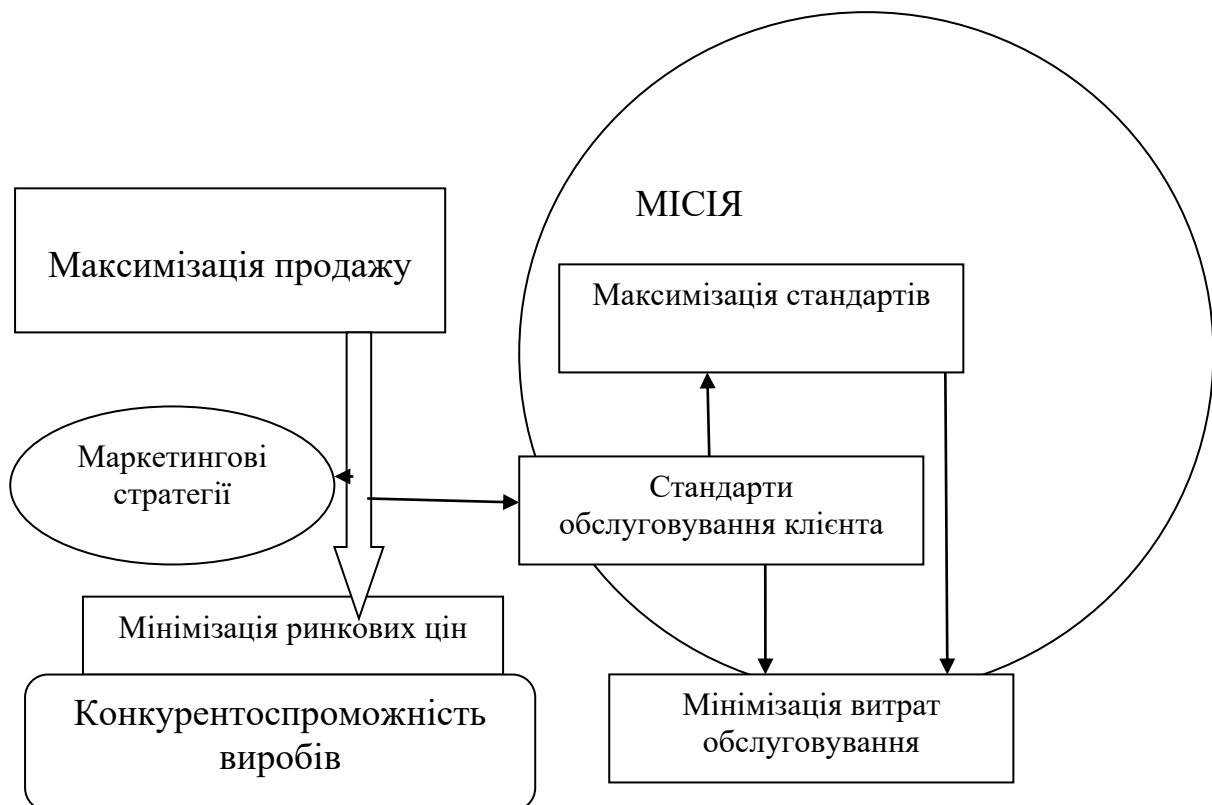 МІСІЯ
Максимізація продажу
Максимізація стандартів
Маркетингові
стратегії
Стандарти
обслуговування клієнта
Мінімізація ринкових цін
Конкурентоспроможність
виробів
Мінімізація витрат
обслуговування